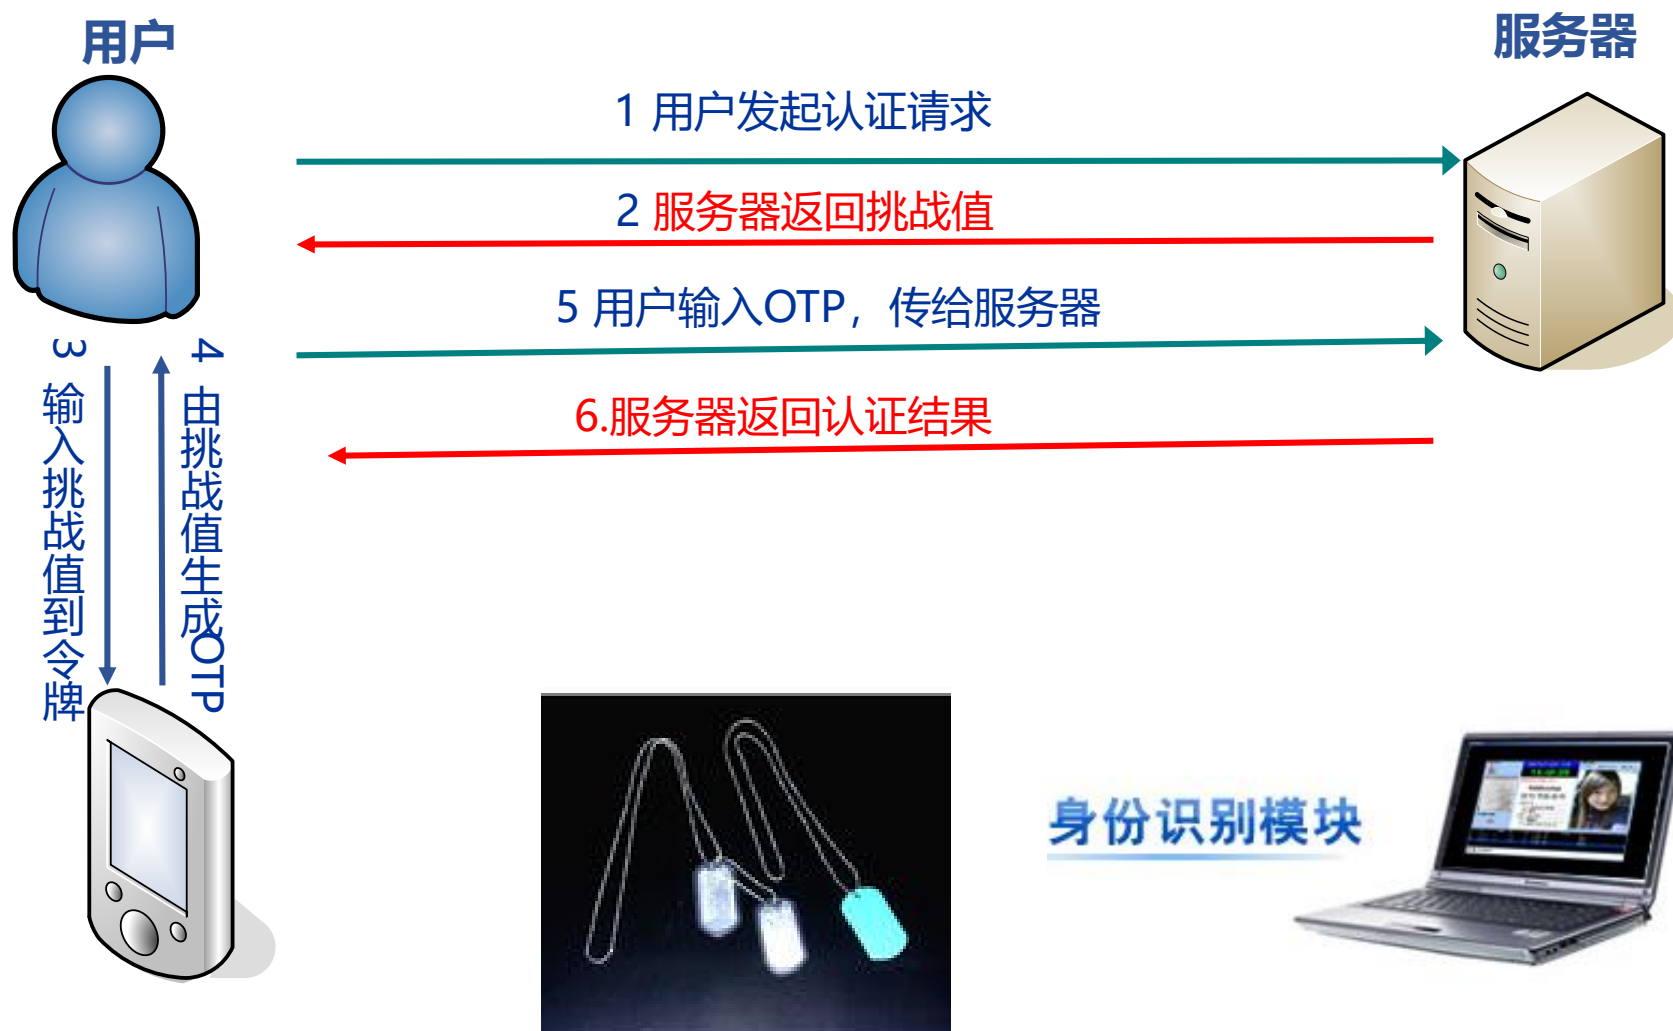 用户
服务器
1 用户发起认证请求
2 服务器返回挑战值
5 用户输入OTP，传给服务器
6.服务器返回认证结果
3 输入挑战值到令牌
4 由挑战值生成OTP
身份识别模块